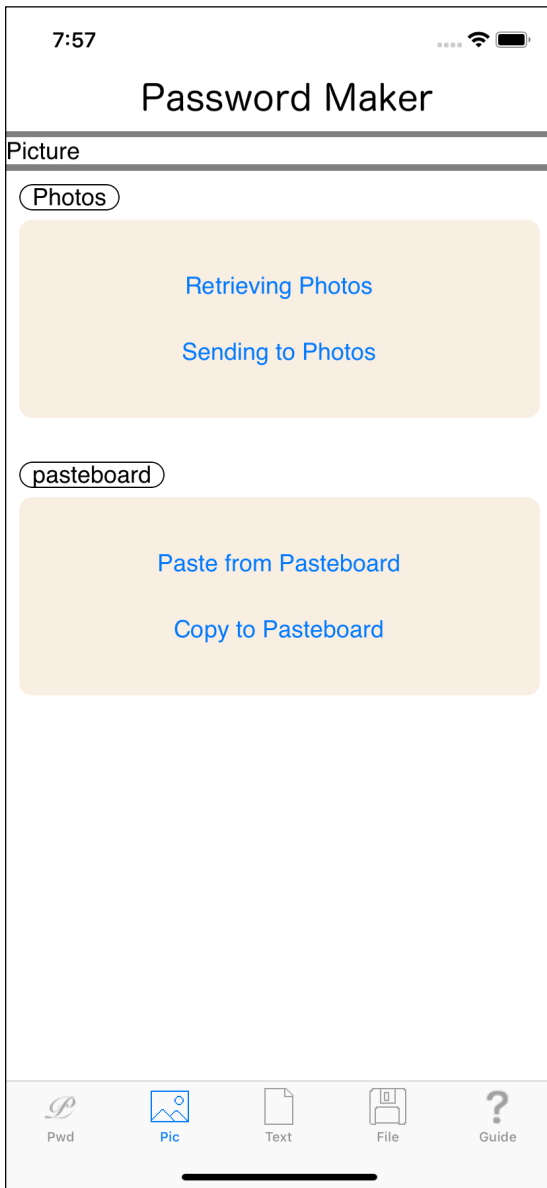 7:57
Password Maker
Picture
Photos
Retrieving Photos
Sending to Photos
pasteboard
Paste from Pasteboard
Copy to Pasteboard
Pwd Pic Text File Guide